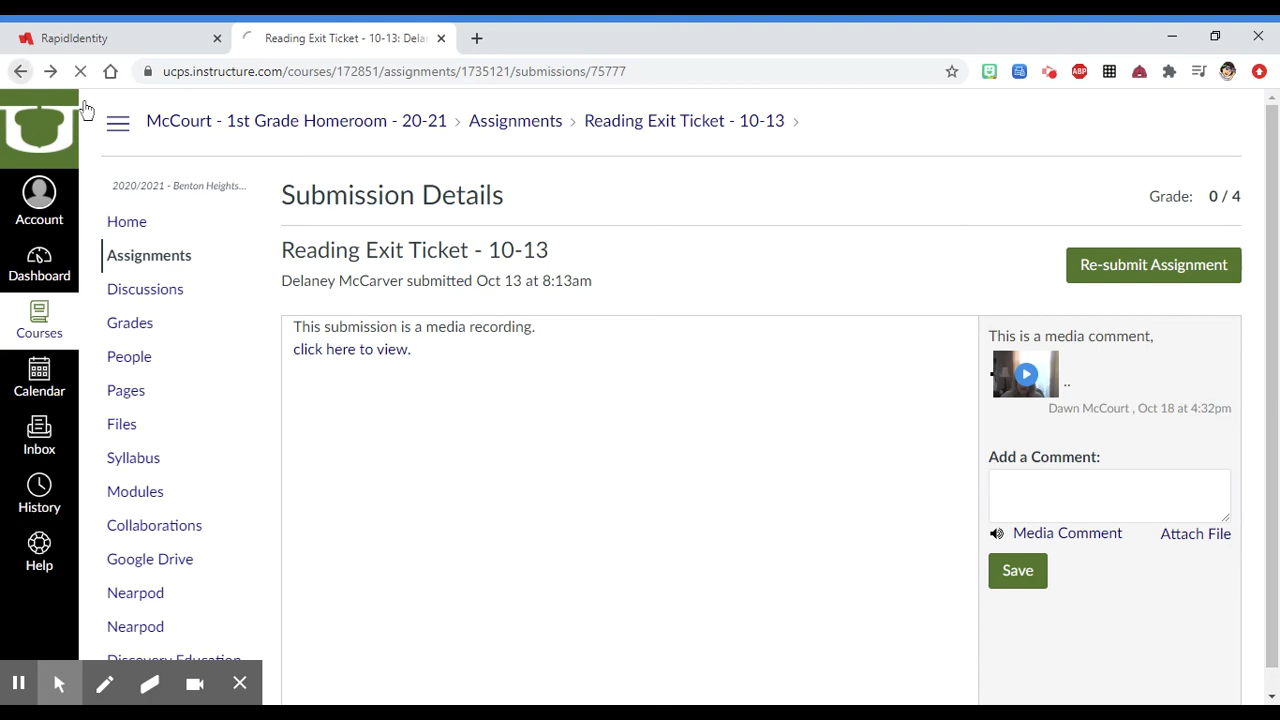 RapidIdentity
Reading Exit Ticket - 10-13: Dela
ucps.instructure.com/courses/172851/assignments/1735121/submissions/75777
ABP
McCourt - 1st Grade Homeroom - 20-21 › Assignments › Reading Exit Ticket - 10-13 ›
2020/2021 - Benton Heights...
Account
Dashboard
Courses
Calendar
Inbox
History
Help
Home
Assignments
Discussions
Grades
People
Pages
Files
Syllabus
Modules
Collaborations
Google Drive
Nearpod
Nearpod
Discovery Education
Submission Details
Grade: 0 / 4
Reading Exit Ticket - 10-13
Delaney McCarver submitted Oct 13 at 8:13am
Re-submit Assignment
This submission is a media recording.
click here to view.
This is a media comment,
..
Dawn McCourt , Oct 18 at 4:32pm
Add a Comment:
Media Comment
Attach File
Save